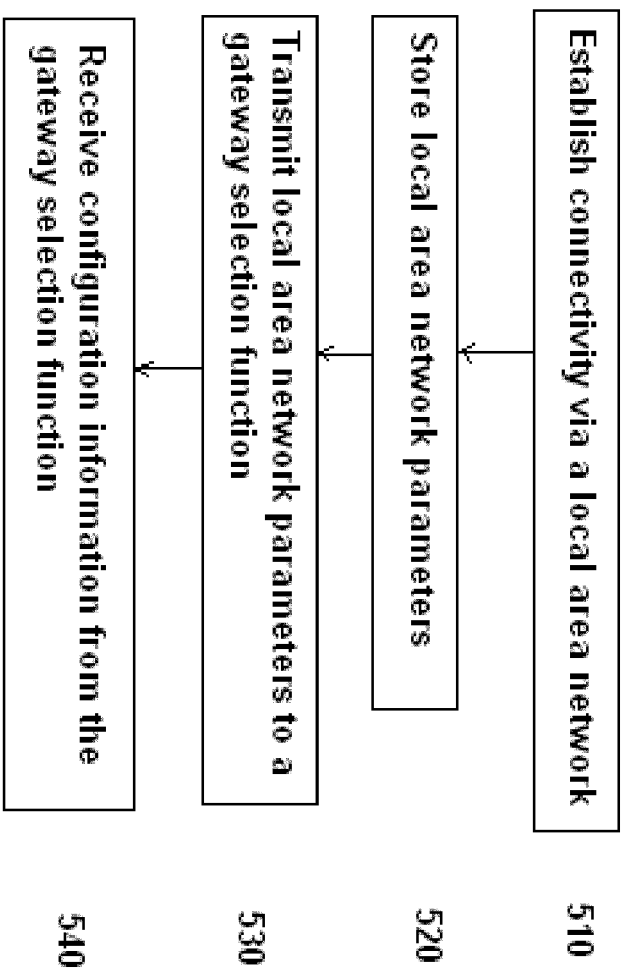 Establish connectivity via a local area network
510
Store local area network parameters
520
Transmit local area network parameters to a
gateway selection function
530
Receive configuration information from the
gateway selection function
540